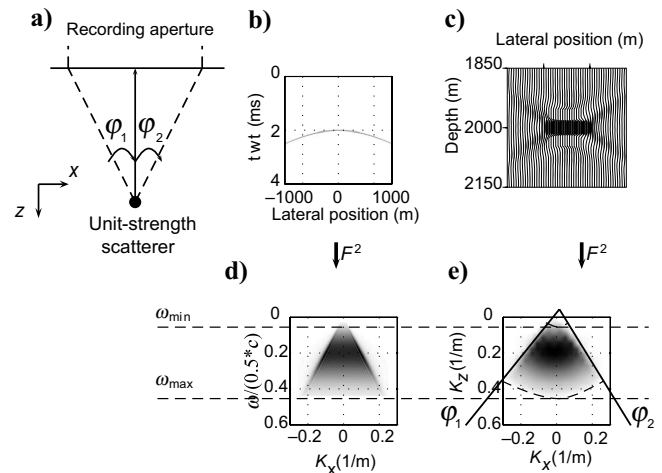 a)
Recording aperture
φ1
φ2
x
z
Unit-strength
scatterer
b)
twt (ms)
0
2
4
−1000
0
1000
Lateral position (m)
F²
c)
Lateral position (m)
Depth (m)
1850
2000
2150
F²
d)
ωmin
ωmax
ω/(0.5*c)
0
0.2
0.4
0.6
−0.2
0
0.2
Kx(1/m)
e)
Kz(1/m)
0
0.2
0.4
0.6
φ1
φ2
−0.2
0
0.2
Kx(1/m)